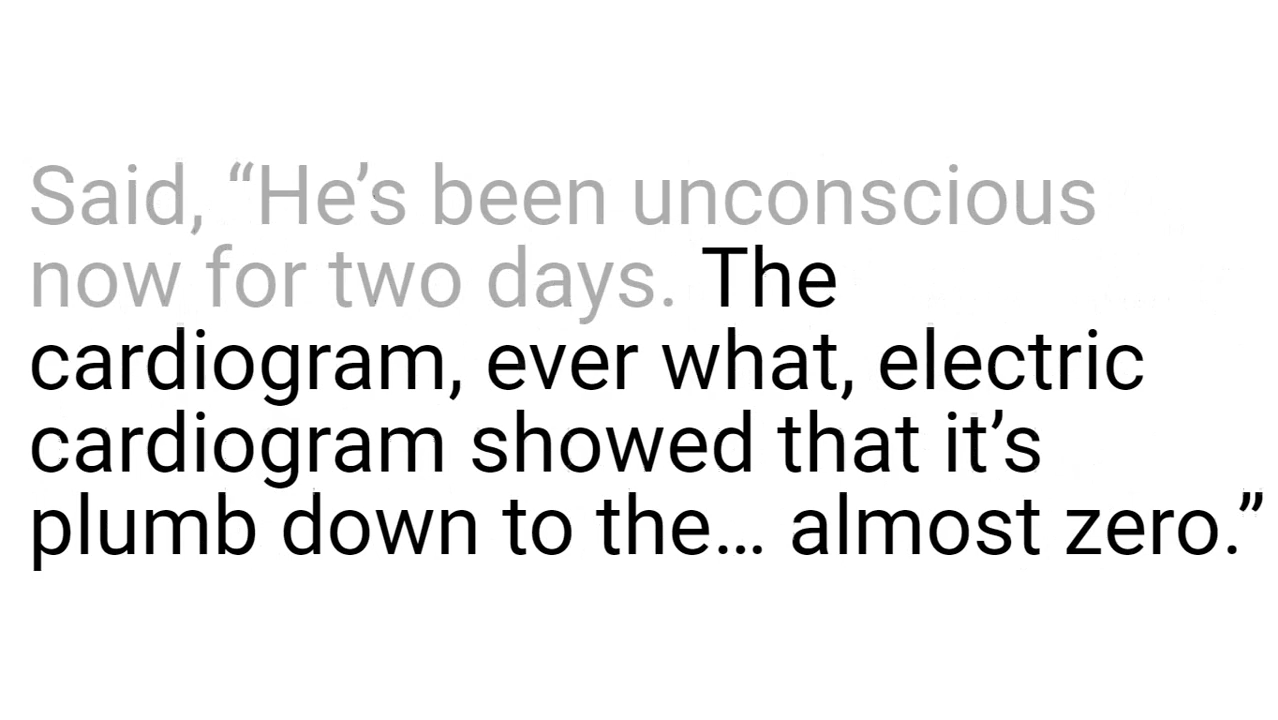 Said, “He’s been unconscious
now for two days. The
cardiogram, ever what, electric
cardiogram showed that it’s
plumb down to the… almost zero.”